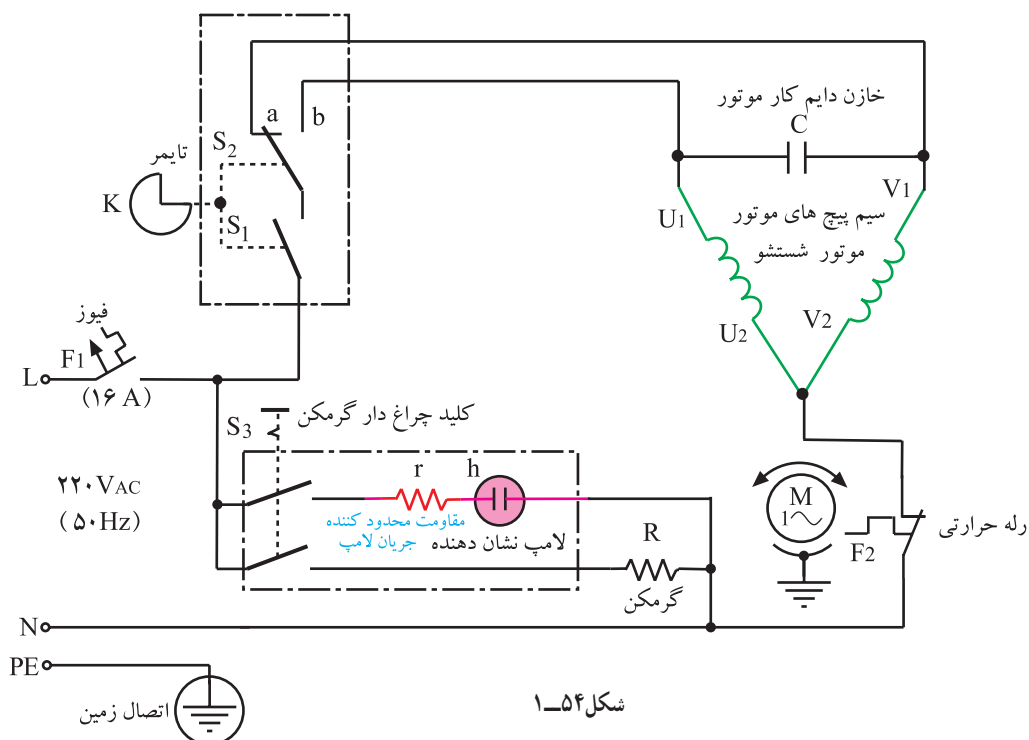 a
b
S2
تایمر
K
S1
خازن دایم کار موتور
C
U1
V1
سیم پیچ های موتور
موتور شستشو
U2
V2
فیوز
F1
L
(۱۶ A)
S3
کلید چراغ دار گرمکن
r
h
۲۲۰VAC
(۵۰Hz)
مقاومت محدود کننده
جریان لامپ
لامپ نشان دهنده
R
گرمکن
M
1~
F2
رله حرارتی
N
PE
اتصال زمین
شکل۵۴ــ۱